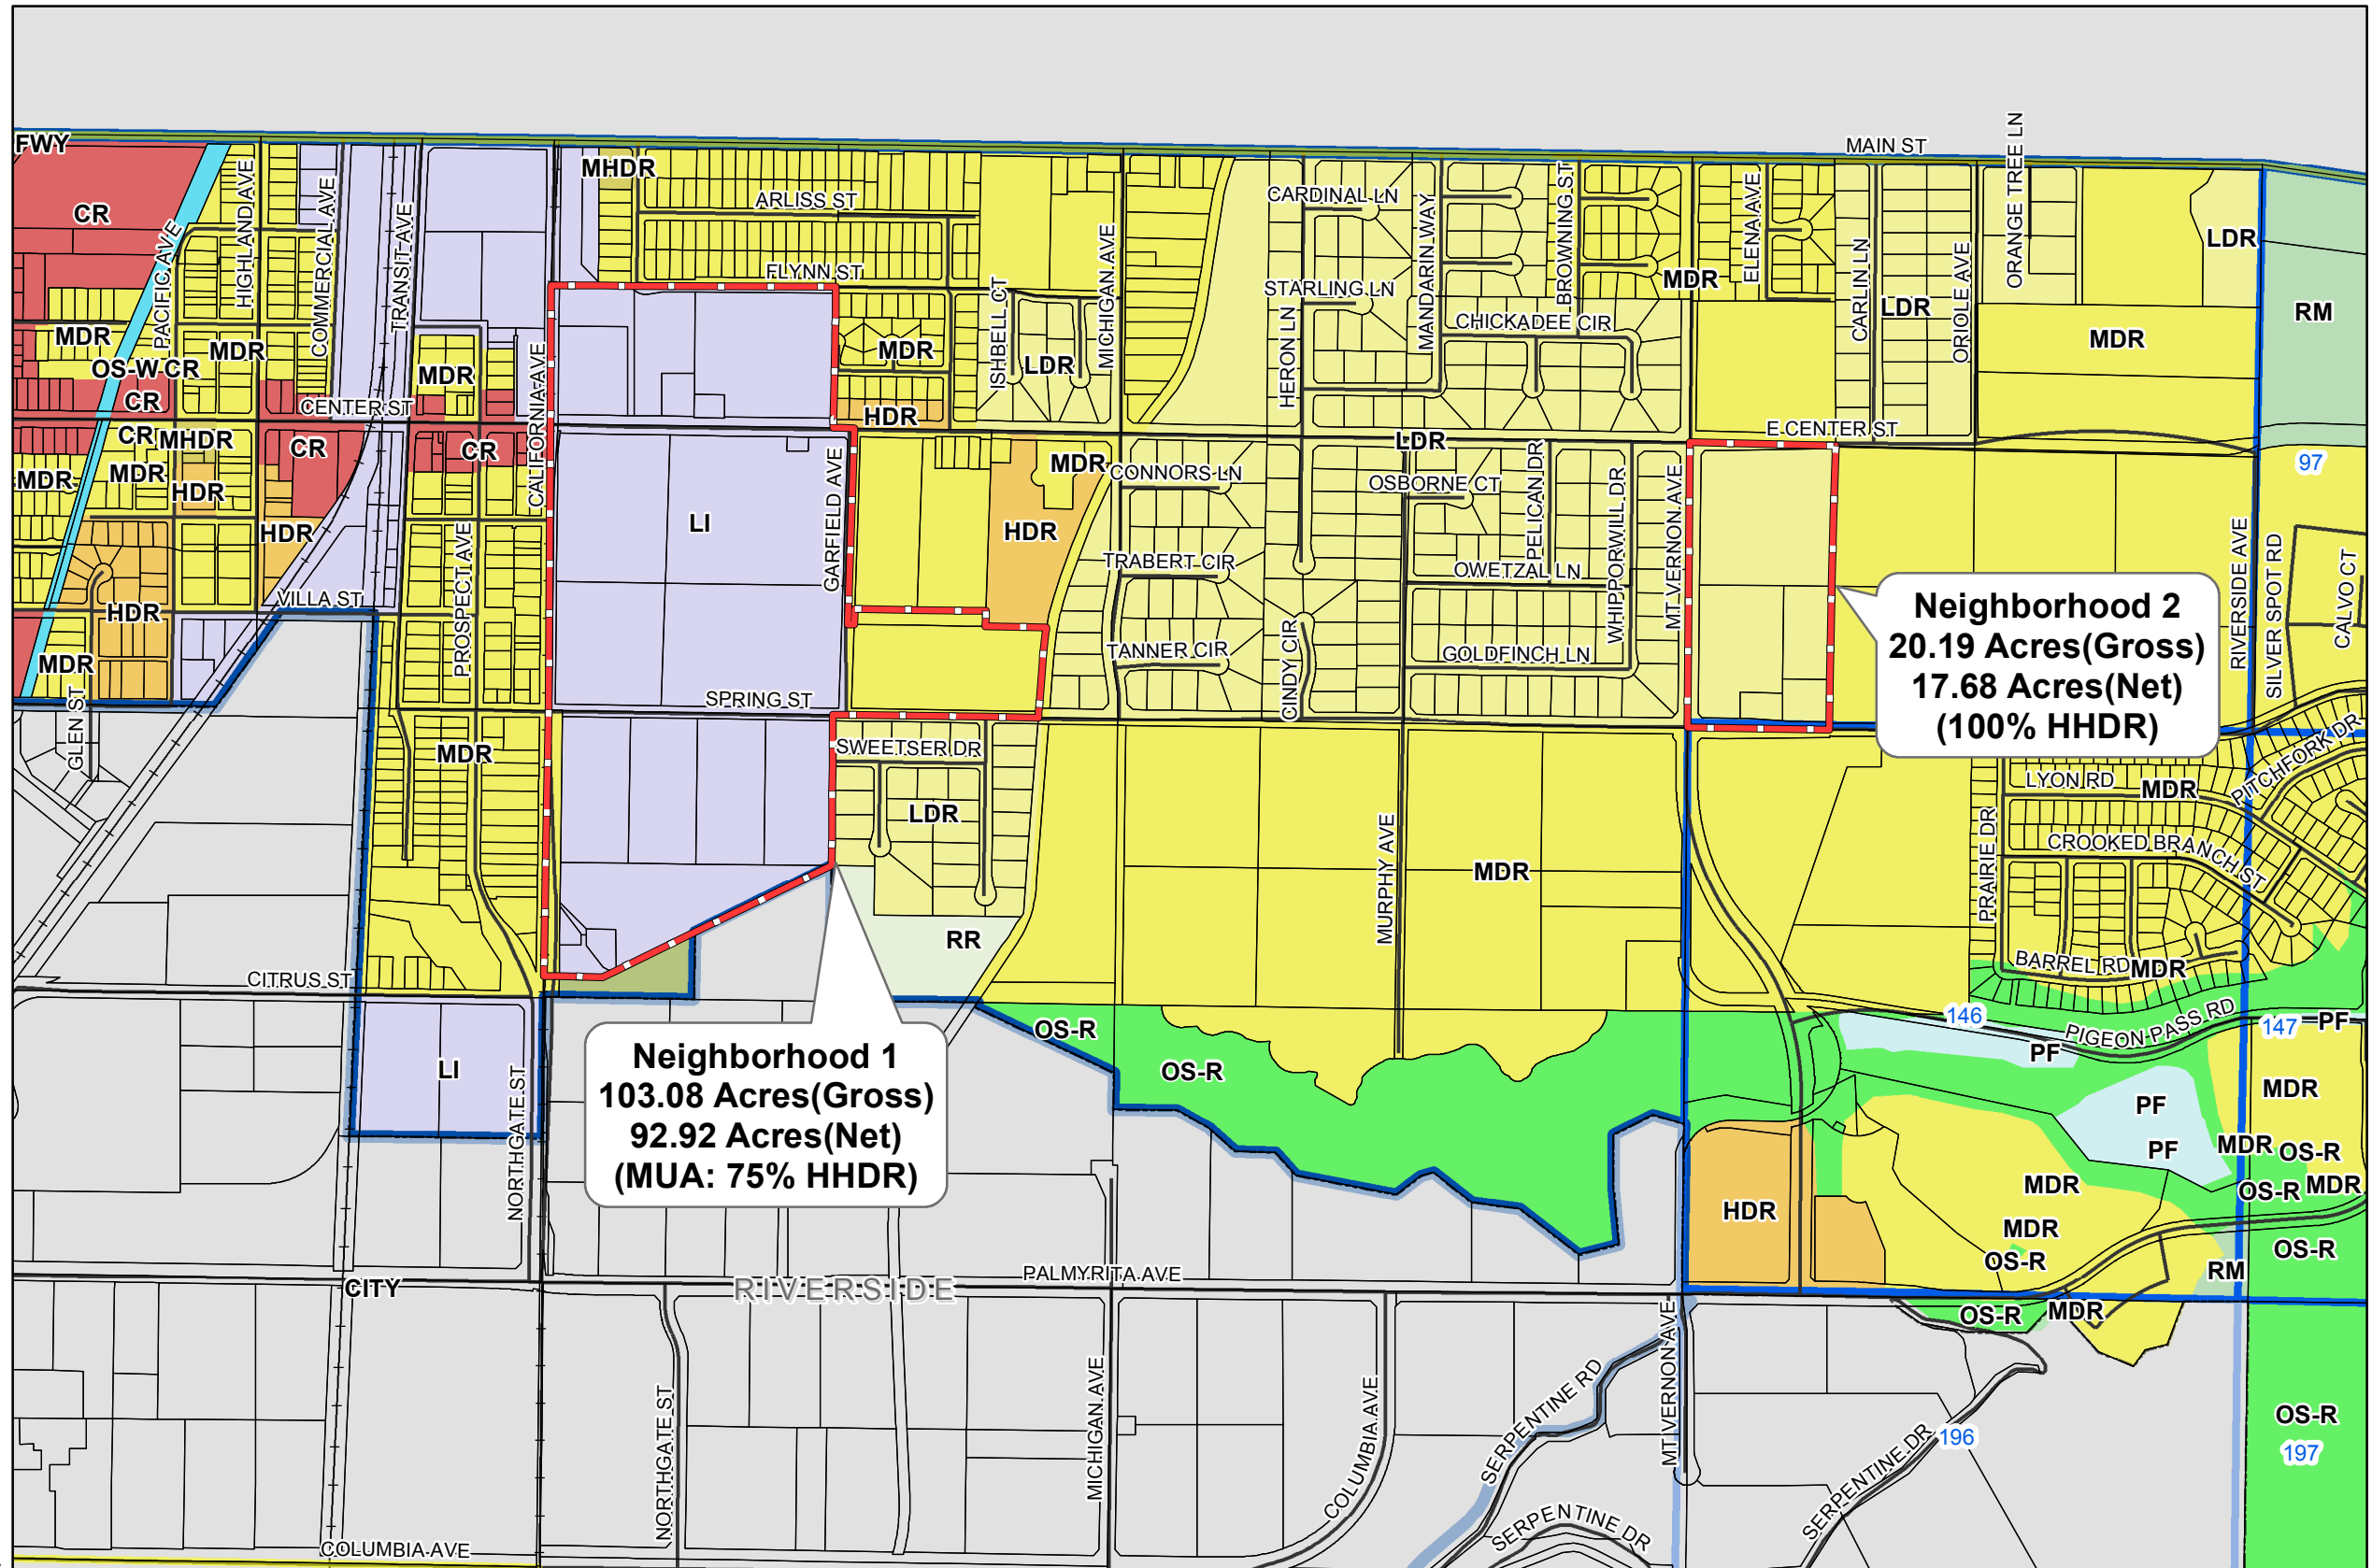 MAIN ST
ORANGE TREE LN
FWY
MHDR
ARLISS ST
CARDINAL LN
HIGHLAND AVE
COMMERCIAL AVE
TRANSIT AVE
PACIFIC AVE
CR
MICHIGAN AVE
MANDARIN WAY
BROWNING ST
ELENA AVE
CARLIN LN
ORIOLE AVE
LDR
FLYNN ST
ISHBELL CT
STARLING LN
HERON LN
CHICKADEE CIR
MDR
LDR
RM
MDR
OS-W CR
MDR
MDR
MDR
LDR
MDR
CR
CENTER ST
CALIFORNIA AVE
HDR
E CENTER ST
CR
MHDR
CR
CR
LDR
97
MDR
MDR
HDR
MDR
CONNORS LN
OSBORNE CT
PELICAN DR
WHIPPORWILL DR
MT VERNON AVE
GARFIELD AVE
LI
HDR
HDR
PROSPECT AVE
TRABERT CIR
OWETZAL LN
RIVERSIDE AVE
SILVER SPOT RD
CALVO CT
VILLA ST
HDR
MDR
GLEN ST
TANNER CIR
CINDY CIR
GOLDFINCH LN
Neighborhood 2
20.19 Acres(Gross)
17.68 Acres(Net)
(100% HHDR)
SPRING ST
SWEETSER DR
MDR
LDR
MURPHY AVE
MDR
LYON RD
MDR
PITCHFORK DR
PRAIRIE DR
CROOKED BRANCH ST
RR
BARREL RD
MDR
CITRUS ST
OS-R
146
PIGEON PASS RD
147
PF
PF
LI
NORTHGATE ST
Neighborhood 1
103.08 Acres(Gross)
92.92 Acres(Net)
(MUA: 75% HHDR)
OS-R
MDR
PF
PF
MDR
OS-R
MDR
OS-R
MDR
HDR
MDR
OS-R
OS-R
RM
CITY
RIVERSIDE
PALMYRITA AVE
OS-R
MDR
MT VERNON AVE
NORTHGATE ST
MICHIGAN AVE
COLUMBIA AVE
SERPENTINE RD
SERPENTINE DR
SERPENTINE DR
196
OS-R
197
COLUMBIA AVE